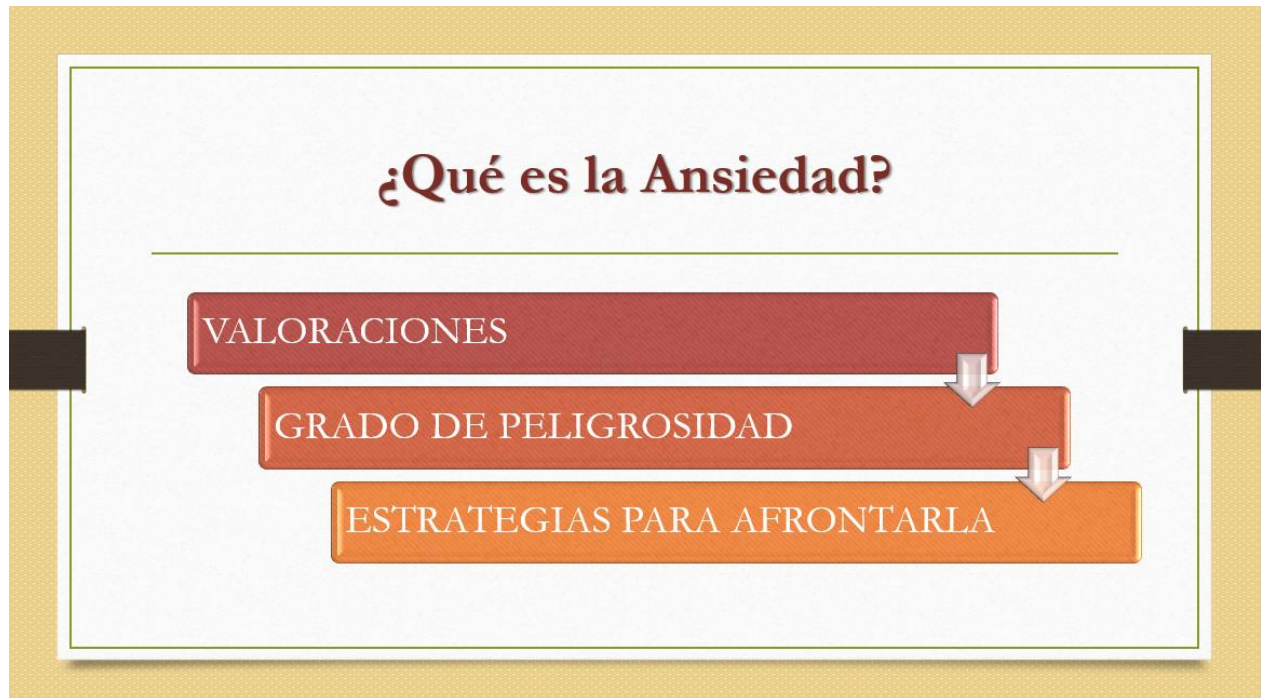 ¿Qué es la Ansiedad?
VALORACIONES
GRADO DE PELIGROSIDAD
ESTRATEGIAS PARA AFRONTARLA